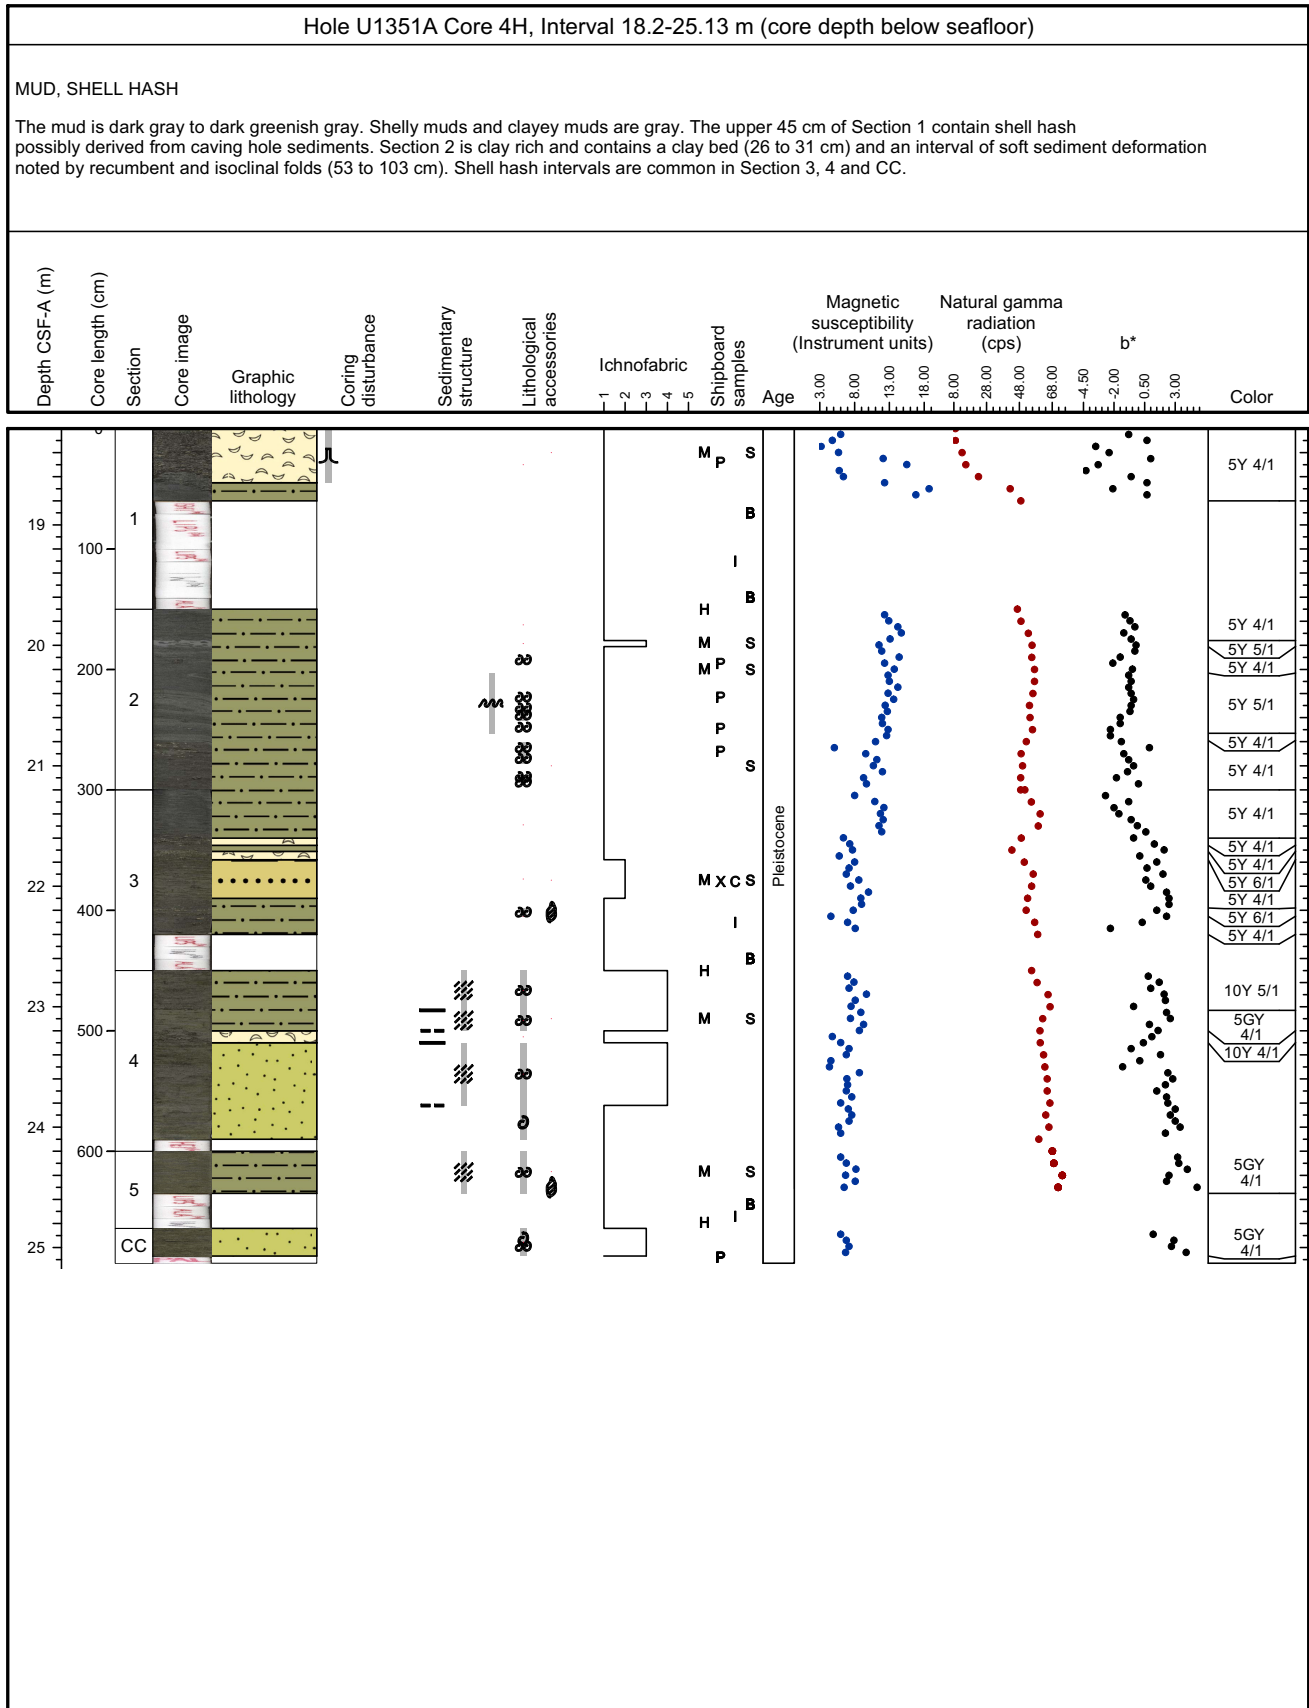 Hole U1351A Core 4H, Interval 18.2-25.13 m (core depth below seafloor)
MUD, SHELL HASH
The mud is dark gray to dark greenish gray. Shelly muds and clayey muds are gray. The upper 45 cm of Section 1 contain shell hash
possibly derived from caving hole sediments. Section 2 is clay rich and contains a clay bed (26 to 31 cm) and an interval of soft sediment deformation
noted by recumbent and isoclinal folds (53 to 103 cm). Shell hash intervals are common in Section 3, 4 and CC.
Depth CSF-A (m)
Core length (cm)
Section
Core image
Graphic
lithology
Coring
disturbance
Sedimentary
structure
Lithological
accessories
Ichnofabric
1
2
3
4
5
Shipboard
samples
Age
Magnetic
susceptibility
(Instrument units)
3.00
8.00
13.00
18.00
Natural gamma
radiation
(cps)
8.00
28.00
48.00
68.00
b*
-4.50
-2.00
0.50
3.00
Color
19
20
21
22
23
24
25
0
100
200
300
400
500
600
1
2
3
4
5
CC
M P S
B
I
B
H
M S
P
M S
P
P
P
S
M X C S
I
B
H
M S
M S
B
I
H
P
Pleistocene
5Y 4/1
5Y 4/1
5Y 5/1
5Y 4/1
5Y 5/1
5Y 4/1
5Y 4/1
5Y 4/1
5Y 4/1
5Y 4/1
5Y 6/1
5Y 4/1
5Y 6/1
5Y 4/1
10Y 5/1
5GY
4/1
10Y 4/1
5GY
4/1
5GY
4/1